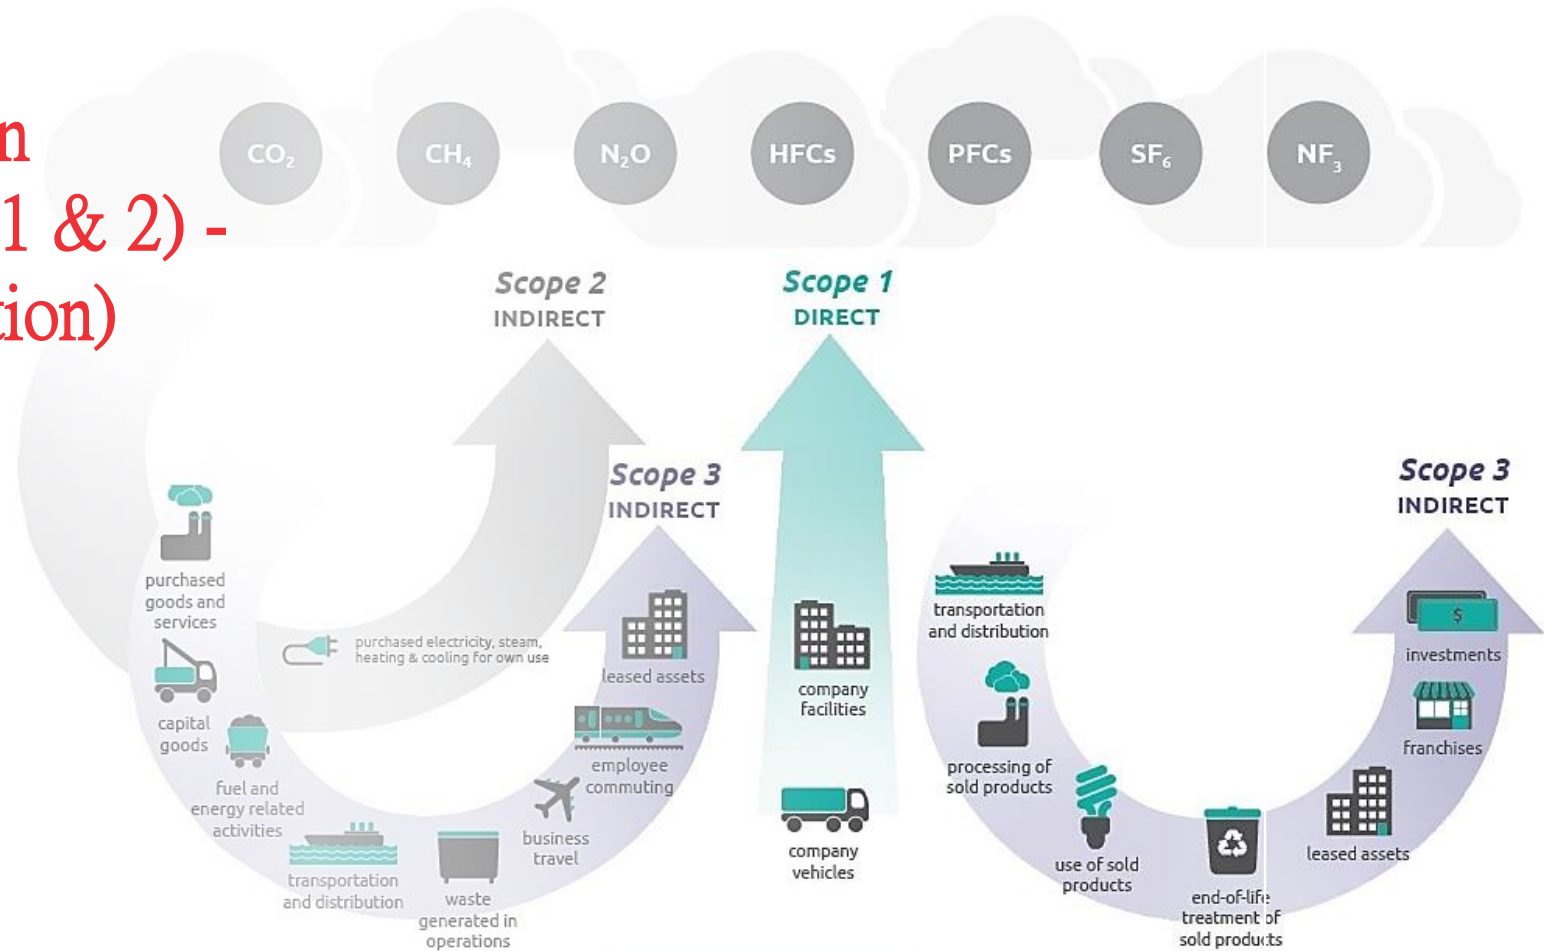 n
1 & 2) -
tion)
CO₂
CH₄
N₂O
HFCs
PFCs
SF₆
NF₃
Scope 2
INDIRECT
Scope 1
DIRECT
Scope 3
INDIRECT
Scope 3
INDIRECT
purchased
goods and
services
capital
goods
fuel and
energy related
activities
transportation
and distribution
waste
generated in
operations
business
travel
employee
commuting
leased assets
purchased electricity, steam,
heating & cooling for own use
company
facilities
company
vehicles
transportation
and distribution
processing of
sold products
use of sold
products
end-of-life
treatment of
sold products
leased assets
franchises
$
investments